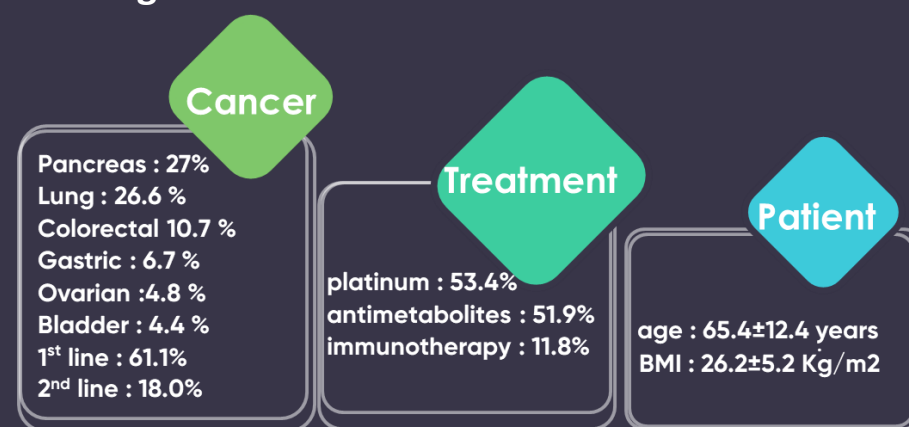 Cancer
Pancreas : 27%
Lung : 26.6 %
Colorectal 10.7 %
Gastric : 6.7 %
Ovarian :4.8 %
Bladder : 4.4 %
1st line : 61.1%
2nd line : 18.0%
Treatment
platinum : 53.4%
antimetabolites : 51.9%
immunotherapy : 11.8%
Patient
age : 65.4±12.4 years
BMI : 26.2±5.2 Kg/m2